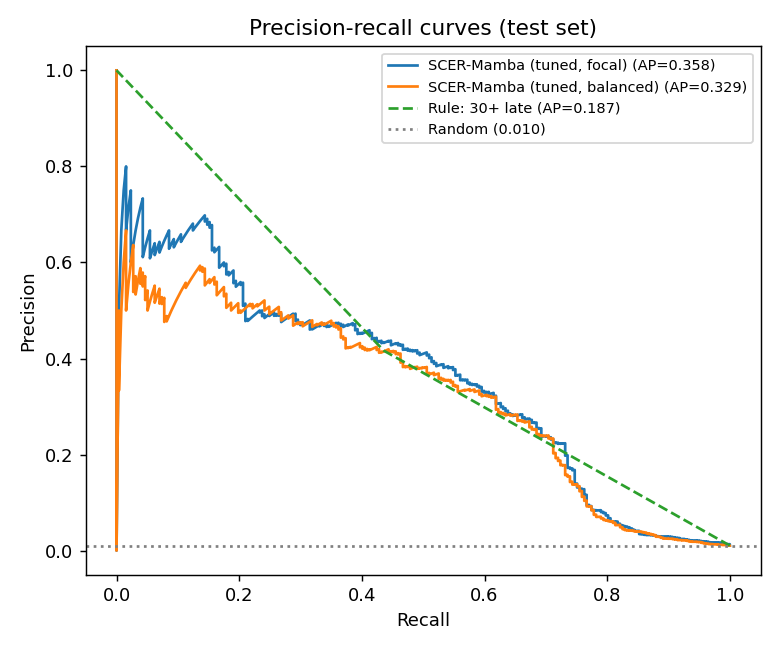 Precision-recall curves (test set)
SCER-Mamba (tuned, focal) (AP=0.358)
SCER-Mamba (tuned, balanced) (AP=0.329)
Rule: 30+ late (AP=0.187)
Random (0.010)
Precision
1.0
0.8
0.6
0.4
0.2
0.0
0.0 0.2 0.4 0.6 0.8 1.0
Recall